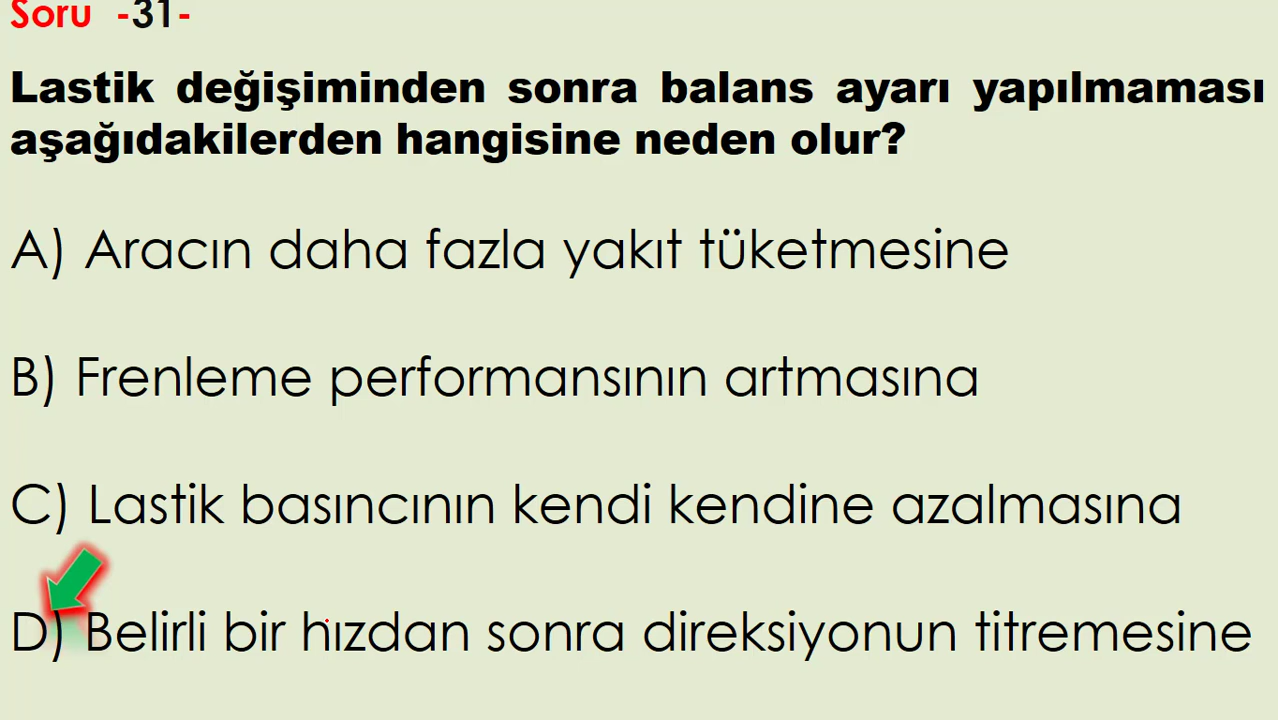 Soru -31-
Lastik değişiminden sonra balans ayarı yapılmaması
aşağıdakilerden hangisine neden olur?
A) Aracın daha fazla yakıt tüketmesine
B) Frenleme performansının artmasına
C) Lastik basıncının kendi kendine azalmasına
D) Belirli bir hızdan sonra direksiyonun titremesine